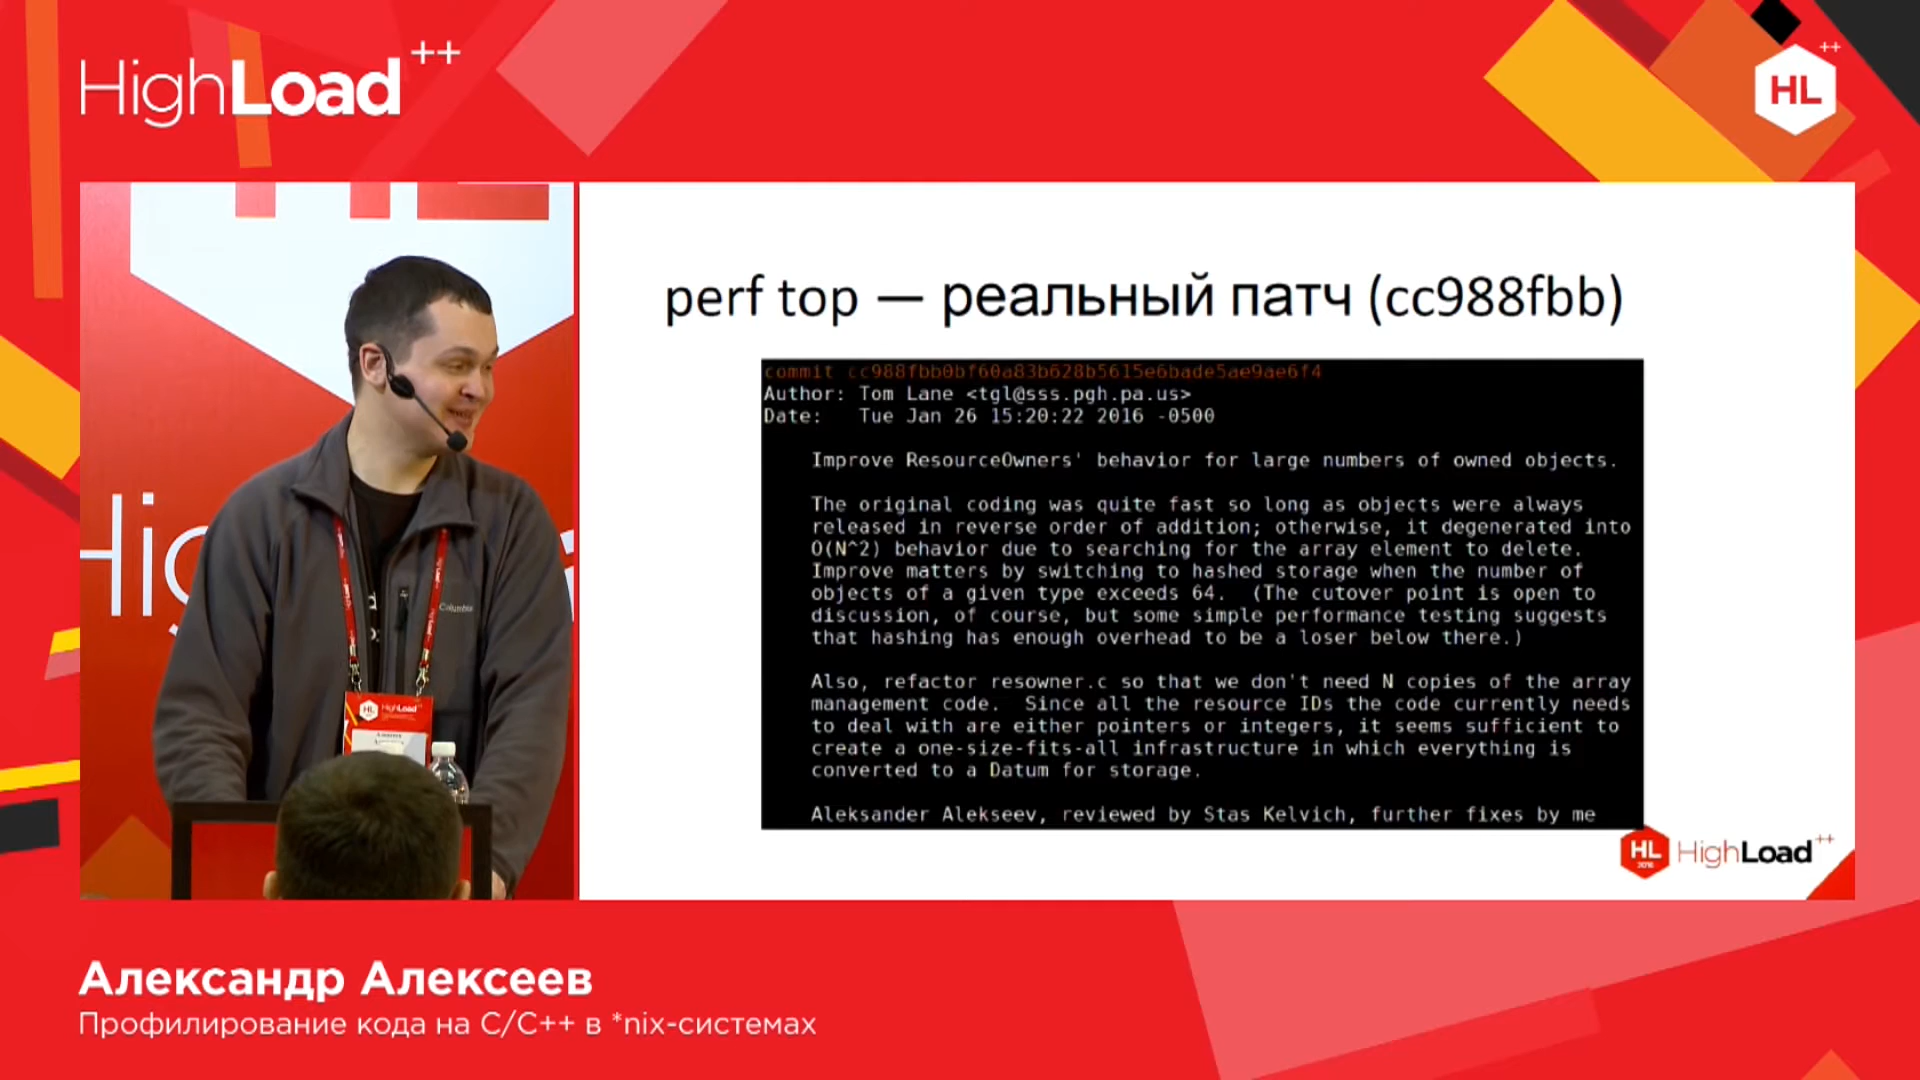 HighLoad++
HL++
perf top — реальный патч (cc988fbb)
commit cc988fbb0bf60a83b628b5615e6bade5ae9ae6f4
Author: Tom Lane <tgl@sss.pgh.pa.us>
Date:   Tue Jan 26 15:20:22 2016 -0500
Improve ResourceOwners' behavior for large numbers of owned objects.
The original coding was quite fast so long as objects were always
released in reverse order of addition; otherwise, it degenerated into
O(N^2) behavior due to searching for the array element to delete.
Improve matters by switching to hashed storage when the number of
objects of a given type exceeds 64.  (The cutover point is open to
discussion, of course, but some simple performance testing suggests
that hashing has enough overhead to be a loser below there.)
Also, refactor resowner.c so that we don't need N copies of the array
management code.  Since all the resource IDs the code currently needs
to deal with are either pointers or integers, it seems sufficient to
create a one-size-fits-all infrastructure in which everything is
converted to a Datum for storage.
Aleksander Alekseev, reviewed by Stas Kelvich, further fixes by me
Columbia
HL HighLoad++
HL 2016 HighLoad++
Александр Алексеев
Профилирование кода на C/C++ в *nix-системах